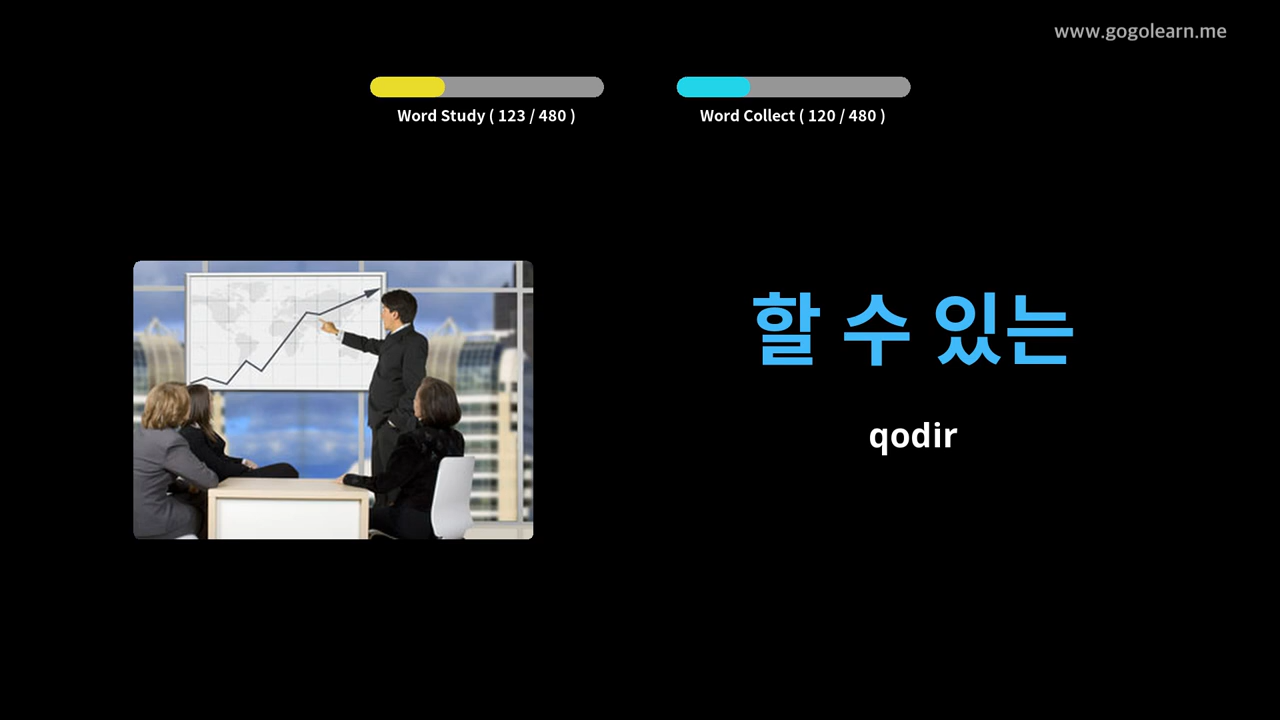 www.gogolearn.me
Word Study ( 123 / 480 )
Word Collect ( 120 / 480 )
할 수 있는
qodir